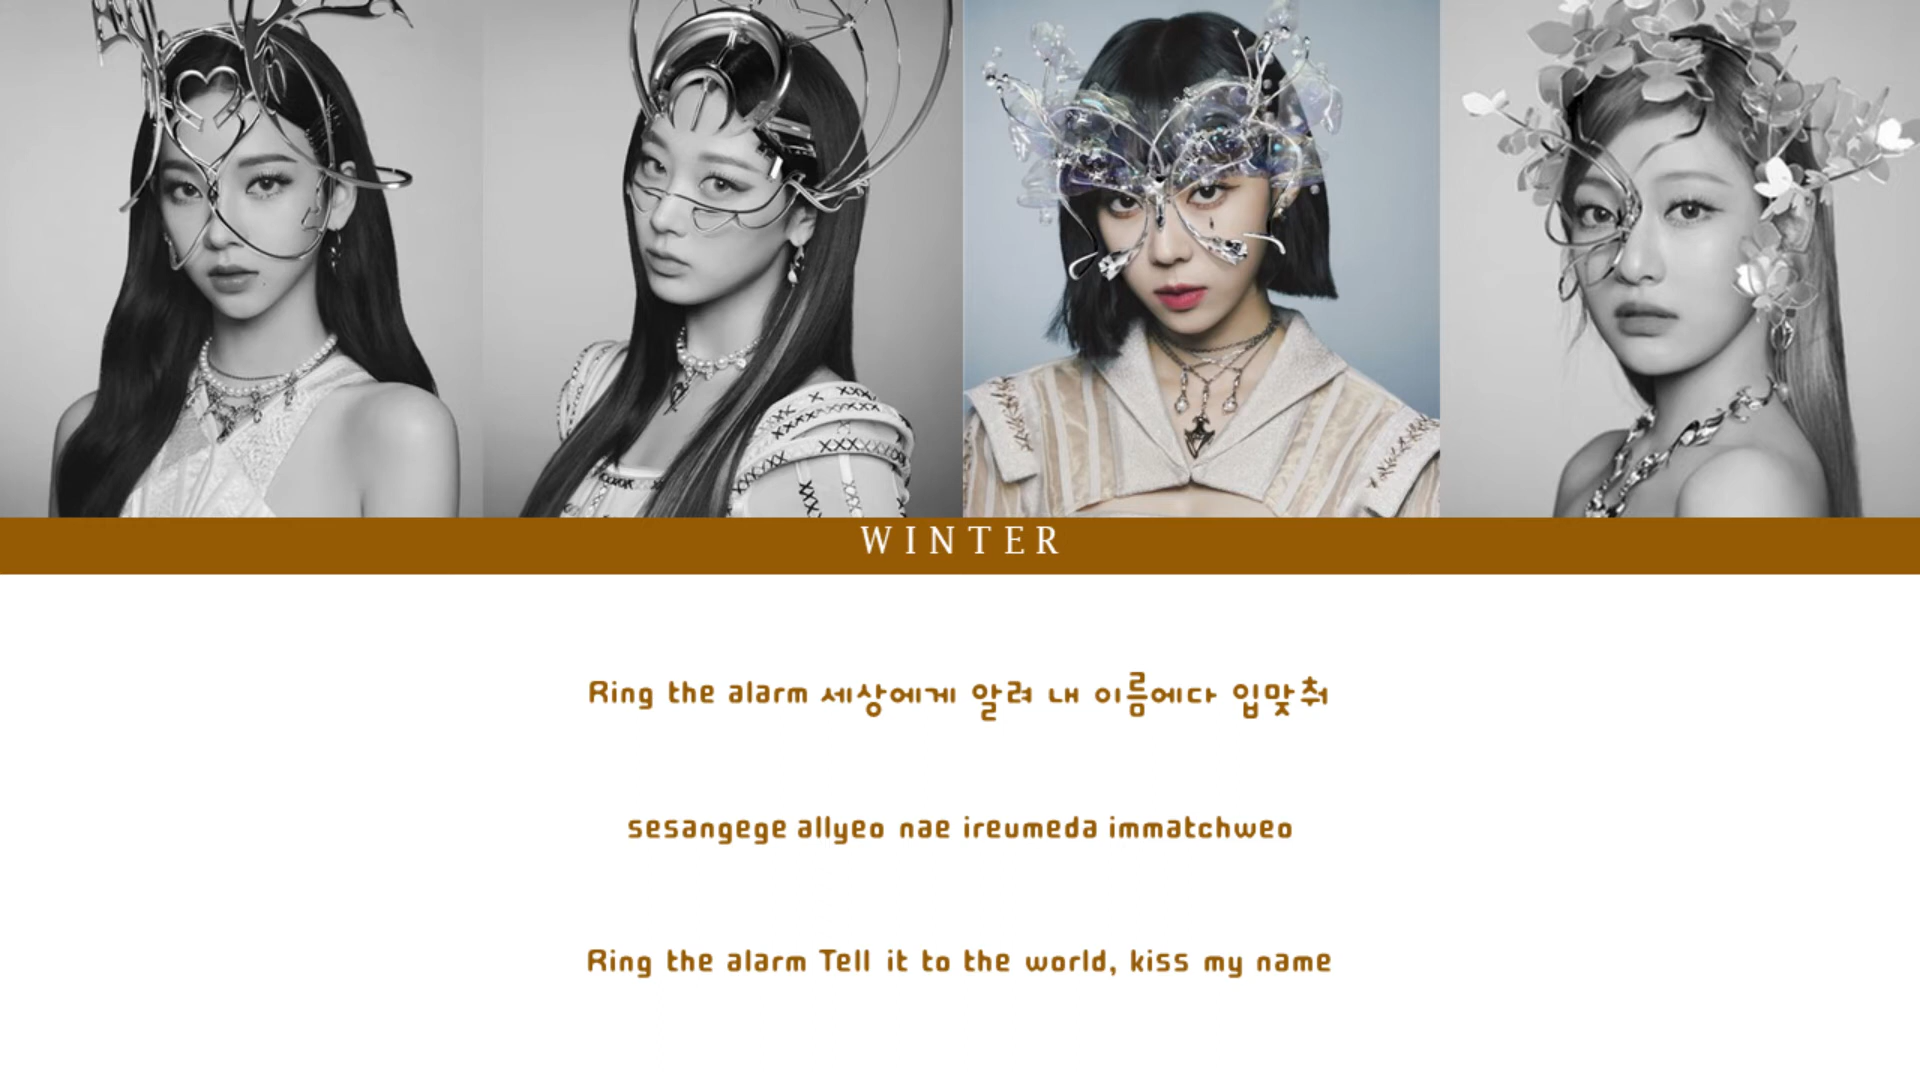 WINTER
Ring the alarm 세상에게 알려 내 이름에다 입맞춰
sesangege allyeo nae ireumeda immatchweo
Ring the alarm Tell it to the world, kiss my name